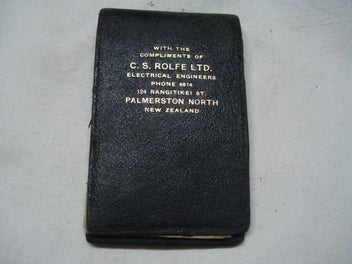 WITH THE
COMPLIMENTS OF
C. S. ROLFE LTD.
ELECTRICAL ENGINEERS
PHONE 6614.
124 RANGITIKEI ST.
PALMERSTON NORTH
NEW ZEALAND